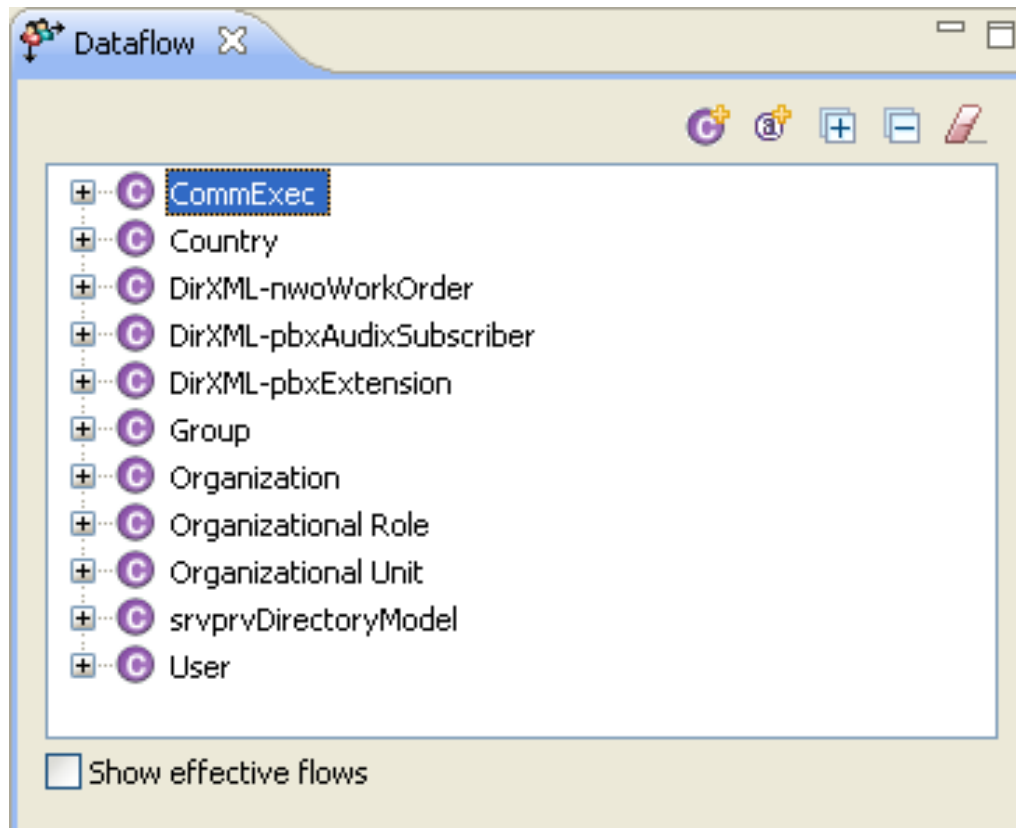 Dataflow
CommExec
Country
DirXML-nwoWorkOrder
DirXML-pbxAudixSubscriber
DirXML-pbxExtension
Group
Organization
Organizational Role
Organizational Unit
srvprvDirectoryModel
User
Show effective flows